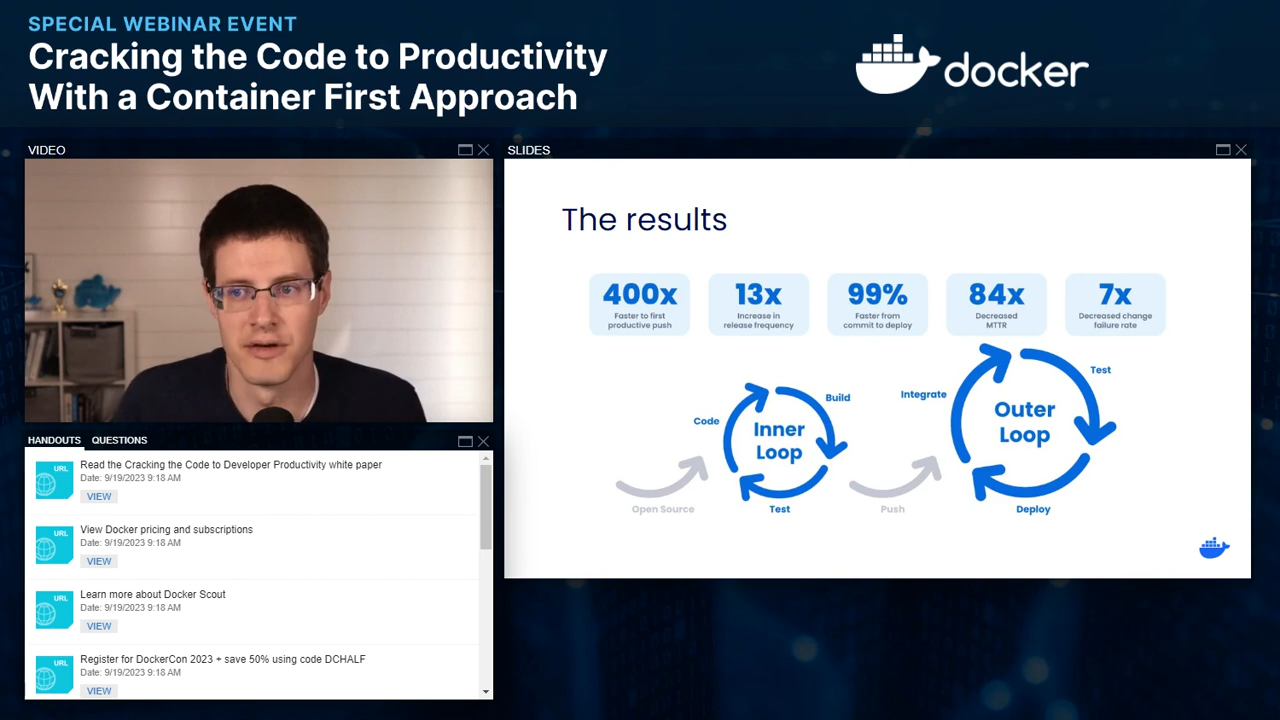 SPECIAL WEBINAR EVENT
Cracking the Code to Productivity
With a Container First Approach
docker
VIDEO
SLIDES
The results
400x
Faster to first
productive push
13x
Increase in
release frequency
99%
Faster from
commit to deploy
84x
Decreased
MTTR
7x
Decreased change
failure rate
Code
Build
Inner
Loop
Test
Open Source
Push
Integrate
Test
Outer
Loop
Deploy
HANDOUTS QUESTIONS
URL
Read the Cracking the Code to Developer Productivity white paper
Date: 9/19/2023 9:18 AM
VIEW
URL
View Docker pricing and subscriptions
Date: 9/19/2023 9:18 AM
VIEW
URL
Learn more about Docker Scout
Date: 9/19/2023 9:18 AM
VIEW
URL
Register for DockerCon 2023 + save 50% using code DCHALF
Date: 9/19/2023 9:18 AM
VIEW